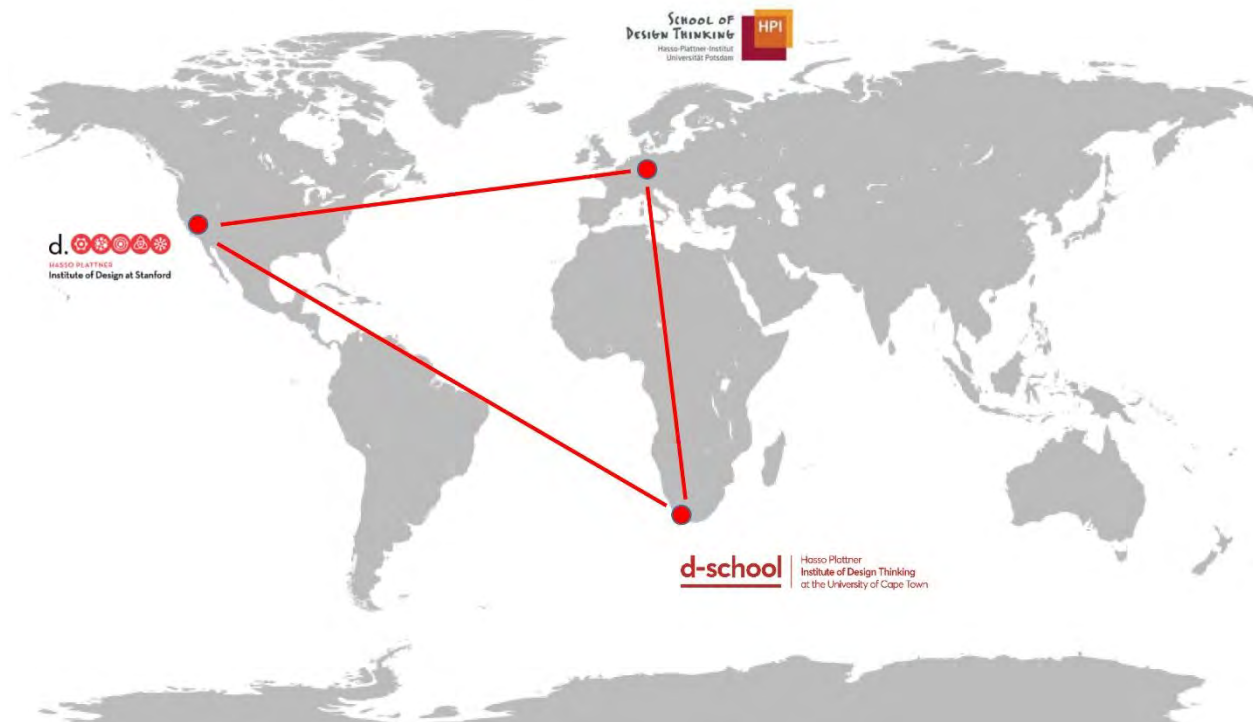 SCHOOL OF
DESIGN THINKING
HPI
Hasso-Plattner-Institut
Universität Potsdam
d.
HASSO PLATTNER
Institute of Design at Stanford
d-school
Hasso Plattner
Institute of Design Thinking
at the University of Cape Town